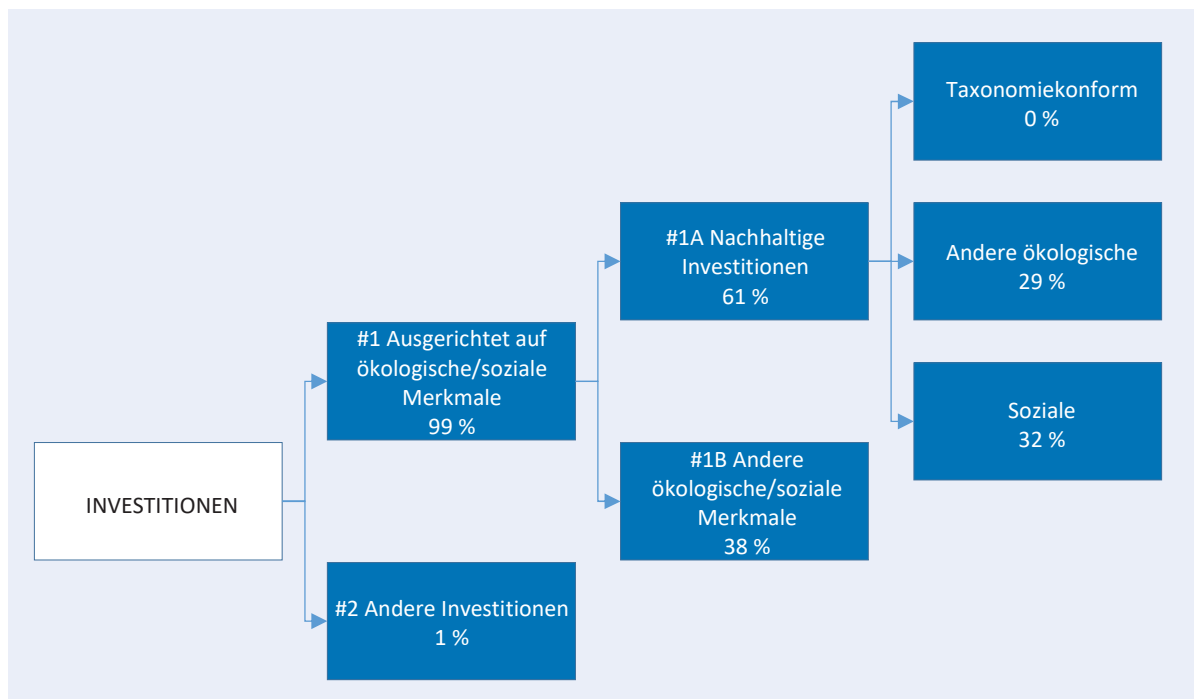 INVESTITIONEN
#1 Ausgerichtet auf
ökologische/soziale
Merkmale
99 %
#2 Andere Investitionen
1 %
#1A Nachhaltige
Investitionen
61 %
#1B Andere
ökologische/soziale
Merkmale
38 %
Taxonomiekonform
0 %
Andere ökologische
29 %
Soziale
32 %